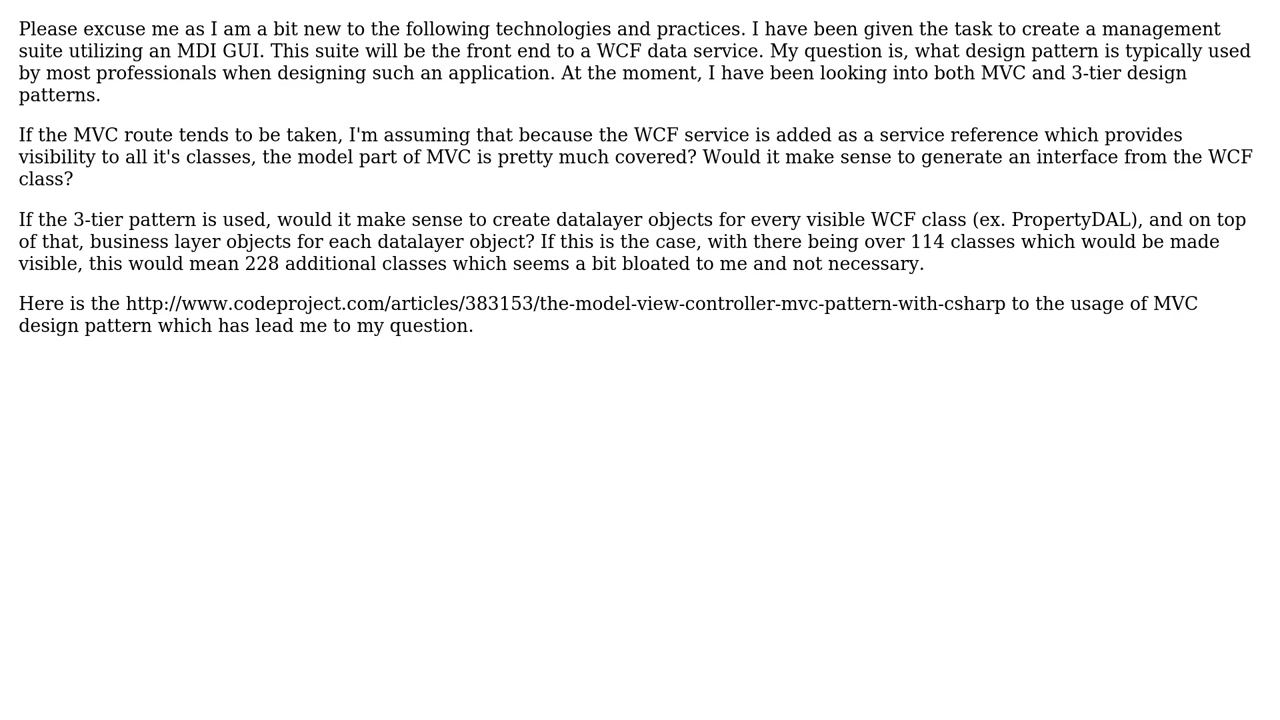 Please excuse me as I am a bit new to the following technologies and practices. I have been given the task to create a management
suite utilizing an MDI GUI. This suite will be the front end to a WCF data service. My question is, what design pattern is typically used
by most professionals when designing such an application. At the moment, I have been looking into both MVC and 3-tier design
patterns.
If the MVC route tends to be taken, I'm assuming that because the WCF service is added as a service reference which provides
visibility to all it's classes, the model part of MVC is pretty much covered? Would it make sense to generate an interface from the WCF
class?
If the 3-tier pattern is used, would it make sense to create datalayer objects for every visible WCF class (ex. PropertyDAL), and on top
of that, business layer objects for each datalayer object? If this is the case, with there being over 114 classes which would be made
visible, this would mean 228 additional classes which seems a bit bloated to me and not necessary.
Here is the http://www.codeproject.com/articles/383153/the-model-view-controller-mvc-pattern-with-csharp to the usage of MVC
design pattern which has lead me to my question.